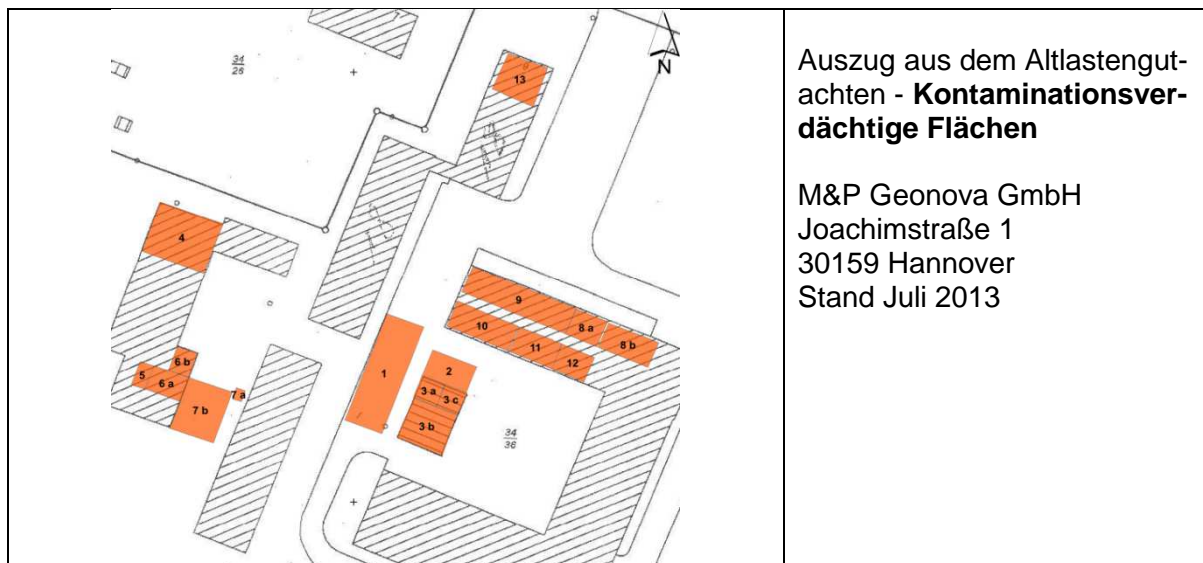 34
28
13
N
4
9
8 a
8 b
10
11
12
1
2
3 a
3 c
3 b
5
6 b
6 a
7 a
7 b
34
36
Auszug aus dem Altlastengut-
achten - Kontaminationsver-
dächtige Flächen
M&P Geonova GmbH
Joachimstraße 1
30159 Hannover
Stand Juli 2013